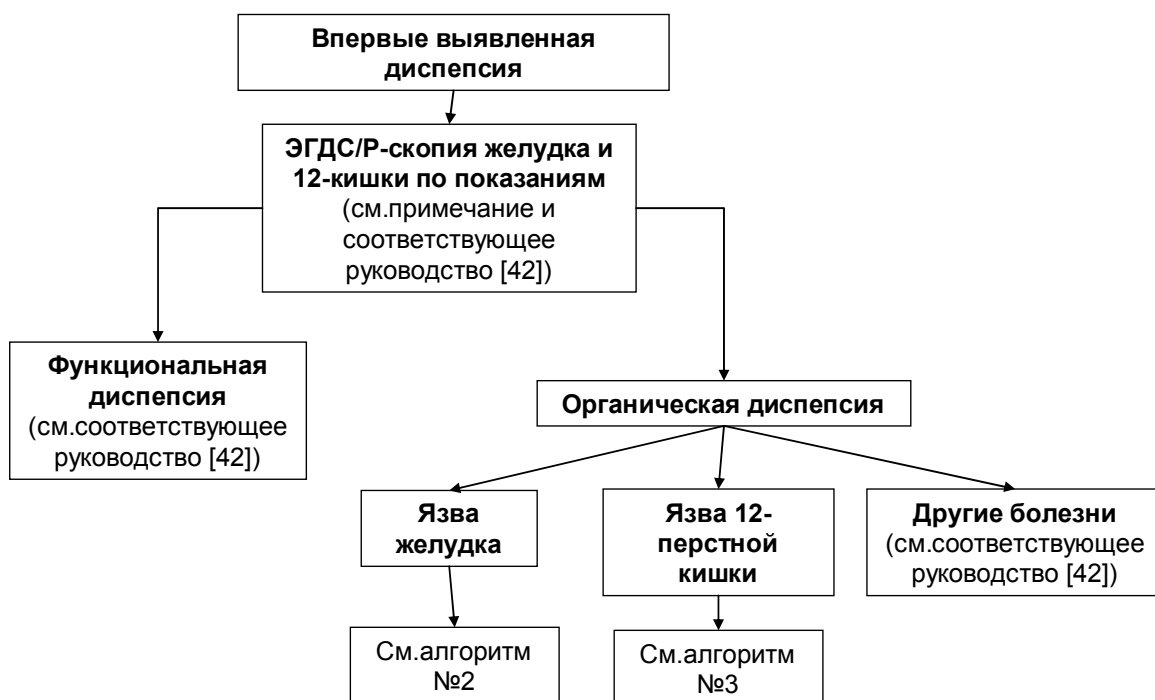 Впервые выявленная
диспепсия
ЭГДС/Р-скопия желудка и
12-кишки по показаниям
(см.примечание и
соответствующее
руководство [42])
Функциональная
диспепсия
(см.соответствующее
руководство [42])
Органическая диспепсия
Язва
желудка
Язва 12-
перстной
кишки
Другие болезни
(см.соответствующее
руководство [42])
См.алгоритм
№2
См.алгоритм
№3